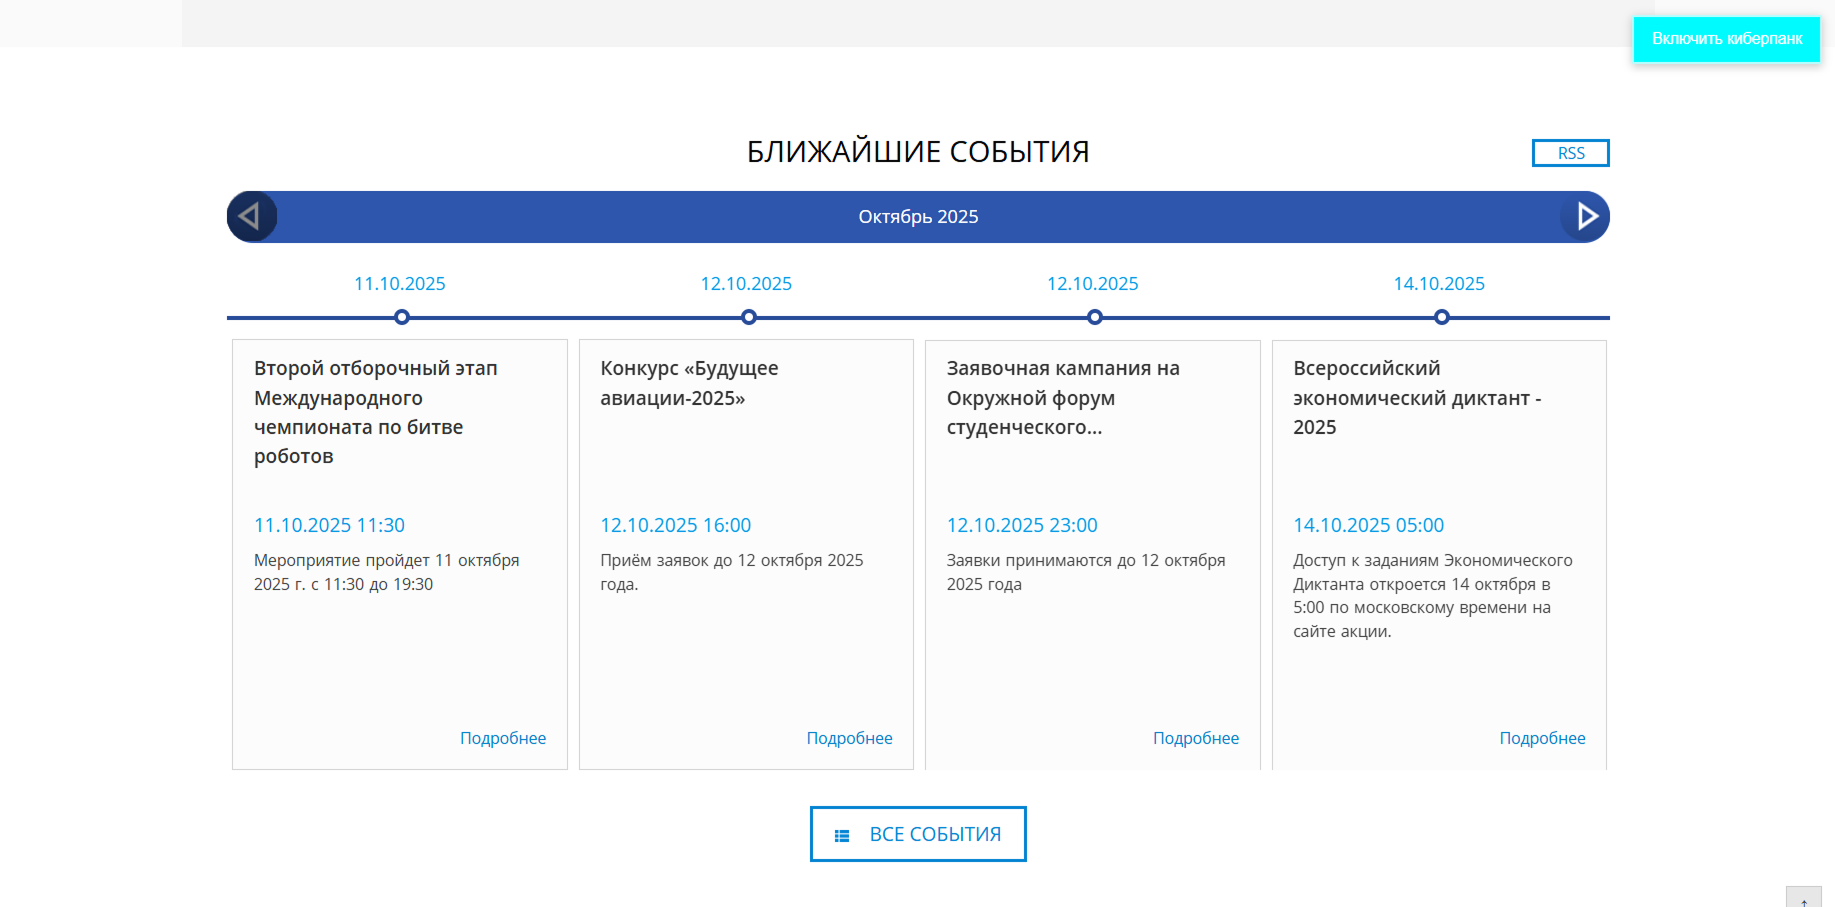 Включить киберпанк
БЛИЖАЙШИЕ СОБЫТИЯ
RSS
Октябрь 2025
11.10.2025
12.10.2025
12.10.2025
14.10.2025
Второй отборочный этап
Международного
чемпионата по битве
роботов
11.10.2025 11:30
Мероприятие пройдет 11 октября
2025 г. с 11:30 до 19:30
Подробнее
Конкурс «Будущее
авиации-2025»
12.10.2025 16:00
Приём заявок до 12 октября 2025
года.
Подробнее
Заявочная кампания на
Окружной форум
студенческого...
12.10.2025 23:00
Заявки принимаются до 12 октября
2025 года
Подробнее
Всероссийский
экономический диктант -
2025
14.10.2025 05:00
Доступ к заданиям Экономического
Диктанта откроется 14 октября в
5:00 по московскому времени на
сайте акции.
Подробнее
ВСЕ СОБЫТИЯ